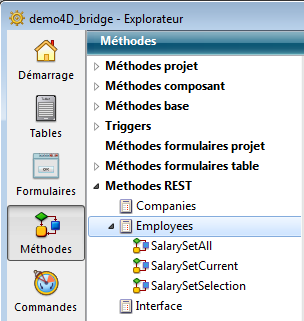 demo4D_bridge - Explorateur
Démarrage
Tables
Formulaires
Méthodes
Commandes
Méthodes
Méthodes projet
Méthodes composant
Méthodes base
Triggers
Méthodes formulaires projet
Méthodes formulaires table
Methodes REST
Companies
Employees
SalarySetAll
SalarySetCurrent
SalarySetSelection
Interface